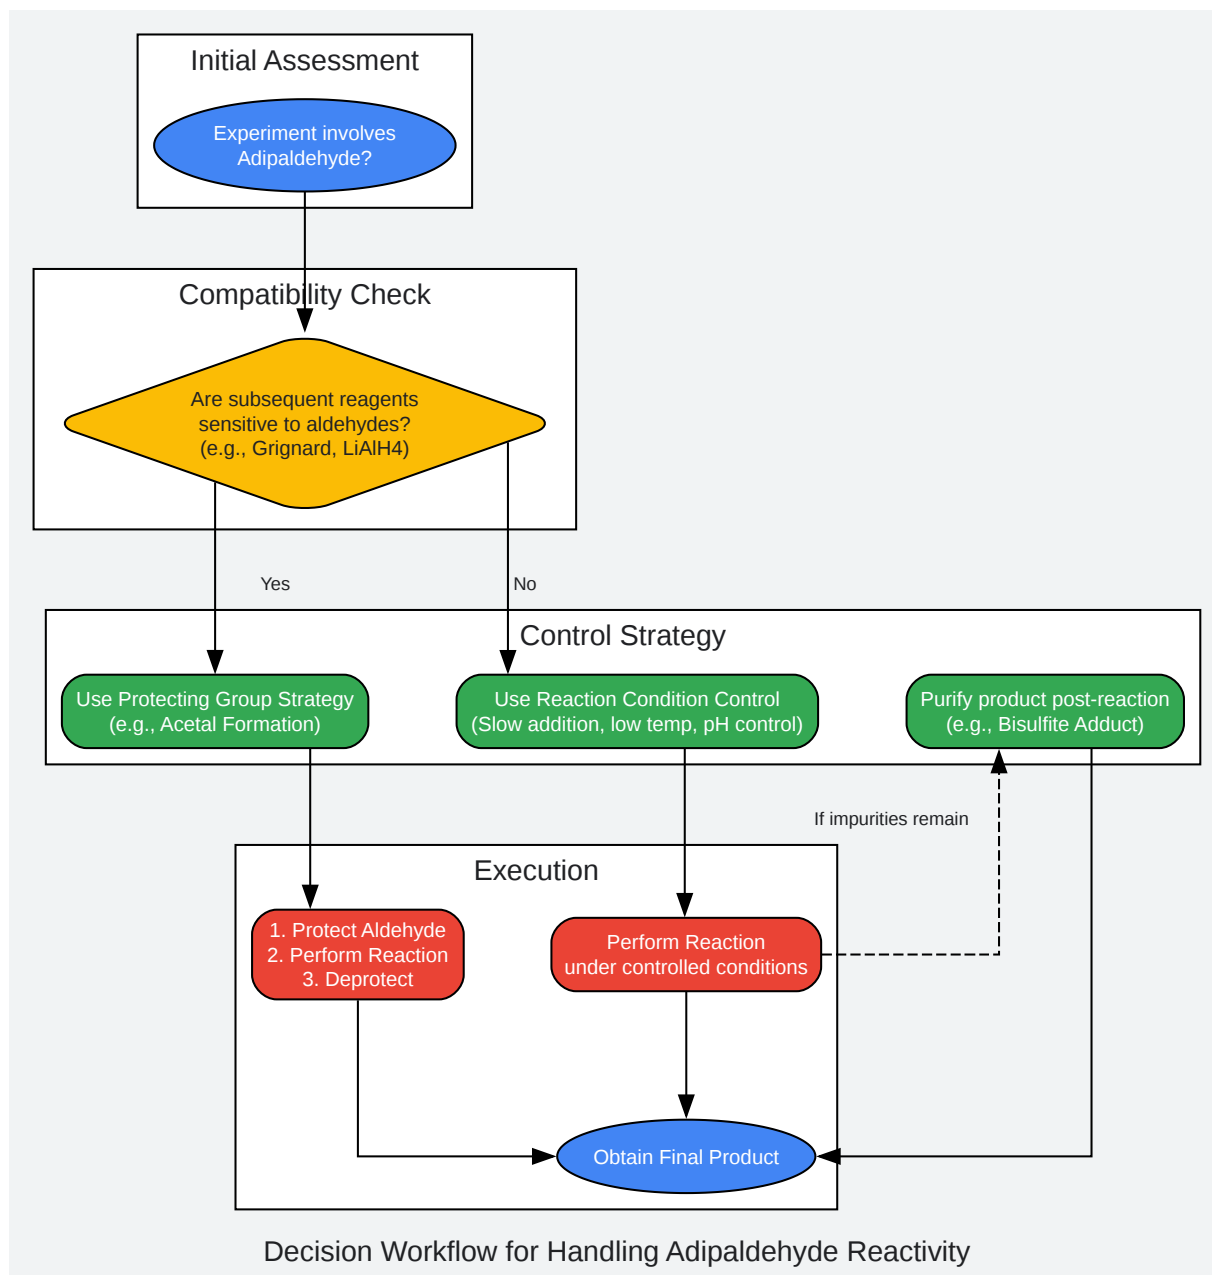 Initial Assessment
Experiment involves
Adipaldehyde?
Compatibility Check
Are subsequent reagents
sensitive to aldehydes?
(e.g., Grignard, LiAlH4)
Yes
No
Control Strategy
Use Protecting Group Strategy
(e.g., Acetal Formation)
Use Reaction Condition Control
(Slow addition, low temp, pH control)
Purify product post-reaction
(e.g., Bisulfite Adduct)
If impurities remain
Execution
1. Protect Aldehyde
2. Perform Reaction
3. Deprotect
Perform Reaction
under controlled conditions
Obtain Final Product
Decision Workflow for Handling Adipaldehyde Reactivity